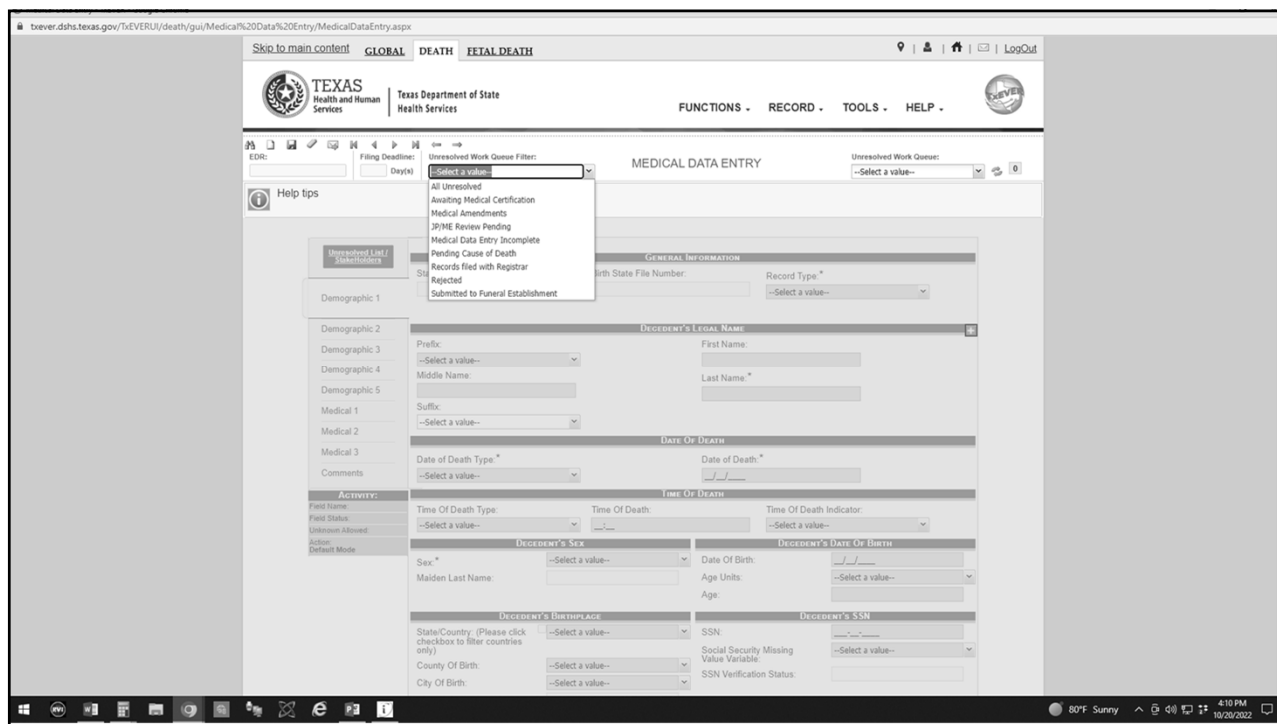 txever.dshs.texas.gov/TxEVERUI/death/gui/Medical%20Data%20Entry/MedicalDataEntry.aspx
Skip to main content GLOBAL DEATH FETAL DEATH | | | | LogOut
TEXAS
Health and Human
Services
Texas Department of State
Health Services
FUNCTIONS RECORD TOOLS HELP
TxEVER
EDR: Filing Deadline: Unresolved Work Queue Filter: MEDICAL DATA ENTRY Unresolved Work Queue:
Day(s) --Select a value-- --Select a value-- 0
Help tips
All Unresolved
Awaiting Medical Certification
Medical Amendments
JP/ME Review Pending
Medical Data Entry Incomplete
Pending Cause of Death
Records filed with Registrar
Rejected
Submitted to Funeral Establishment
Unresolved List /
StakeHolders
Demographic 1
Demographic 2
Demographic 3
Demographic 4
Demographic 5
Medical 1
Medical 2
Medical 3
Comments
ACTIVITY:
Field Name:
Field Status:
Unknown Allowed:
Action:
Default Mode
GENERAL INFORMATION
Birth State File Number: Record Type:*
--Select a value--
DECEDENT'S LEGAL NAME
Prefix: First Name:
--Select a value--
Middle Name: Last Name:*
Suffix:
--Select a value--
DATE OF DEATH
Date of Death Type:* Date of Death:*
--Select a value-- __/__/____
TIME OF DEATH
Time Of Death Type: Time Of Death: Time Of Death Indicator:
--Select a value-- __:__ --Select a value--
DECEDENT'S SEX DECEDENT'S DATE OF BIRTH
Sex:* --Select a value-- Date Of Birth: __/__/____
Maiden Last Name: Age Units: --Select a value--
Age:
DECEDENT'S BIRTHPLACE DECEDENT'S SSN
State/Country: (Please click
checkbox to filter countries
only) --Select a value-- SSN: ___-__-____
Social Security Missing
Value Variable: --Select a value--
County Of Birth: --Select a value--
SSN Verification Status:
City Of Birth: --Select a value--
80°F Sunny 4:10 PM
10/20/2022